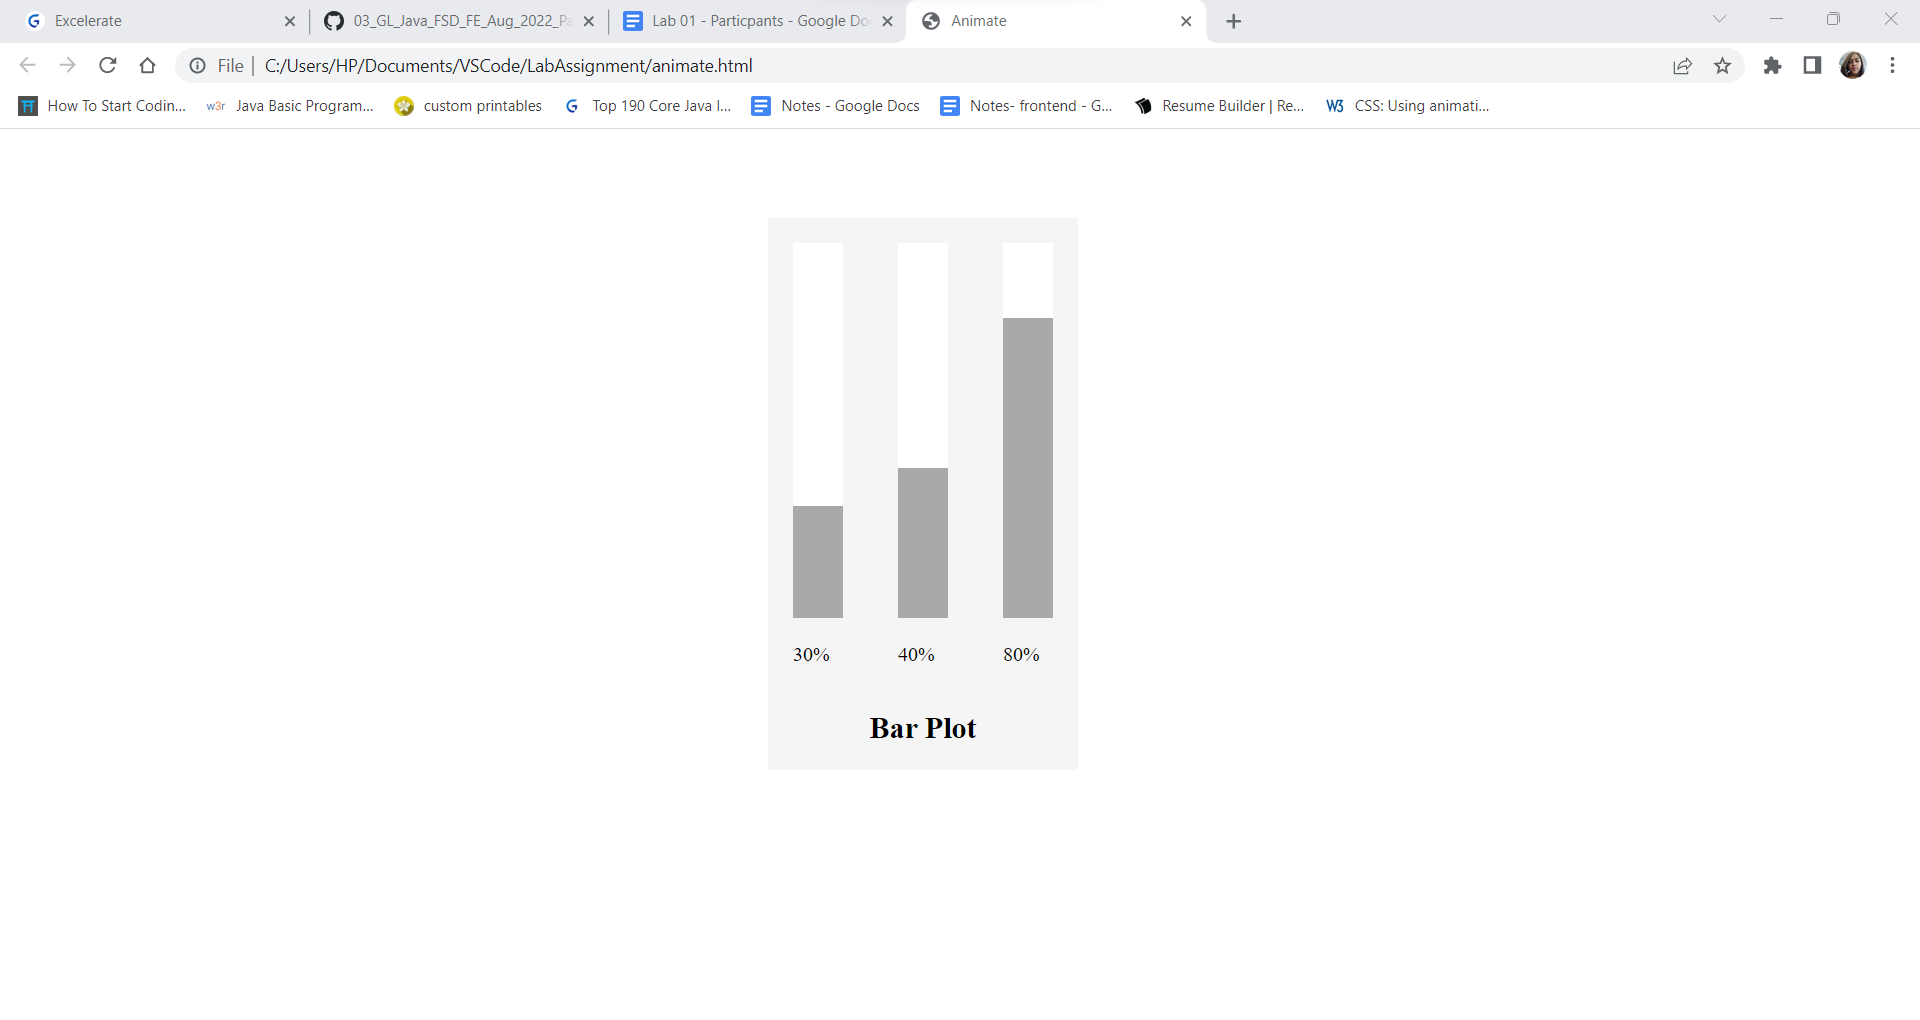 Excelerate
03_GL_Java_FSD_FE_Aug_2022_Pa
Lab 01 - Particpants - Google Do
Animate
File
C:/Users/HP/Documents/VSCode/LabAssignment/animate.html
How To Start Codin...
w3r Java Basic Program...
custom printables
G Top 190 Core Java I...
Notes - Google Docs
Notes- frontend - G...
Resume Builder | Re...
W3 CSS: Using animati...
30% 40% 80%
Bar Plot